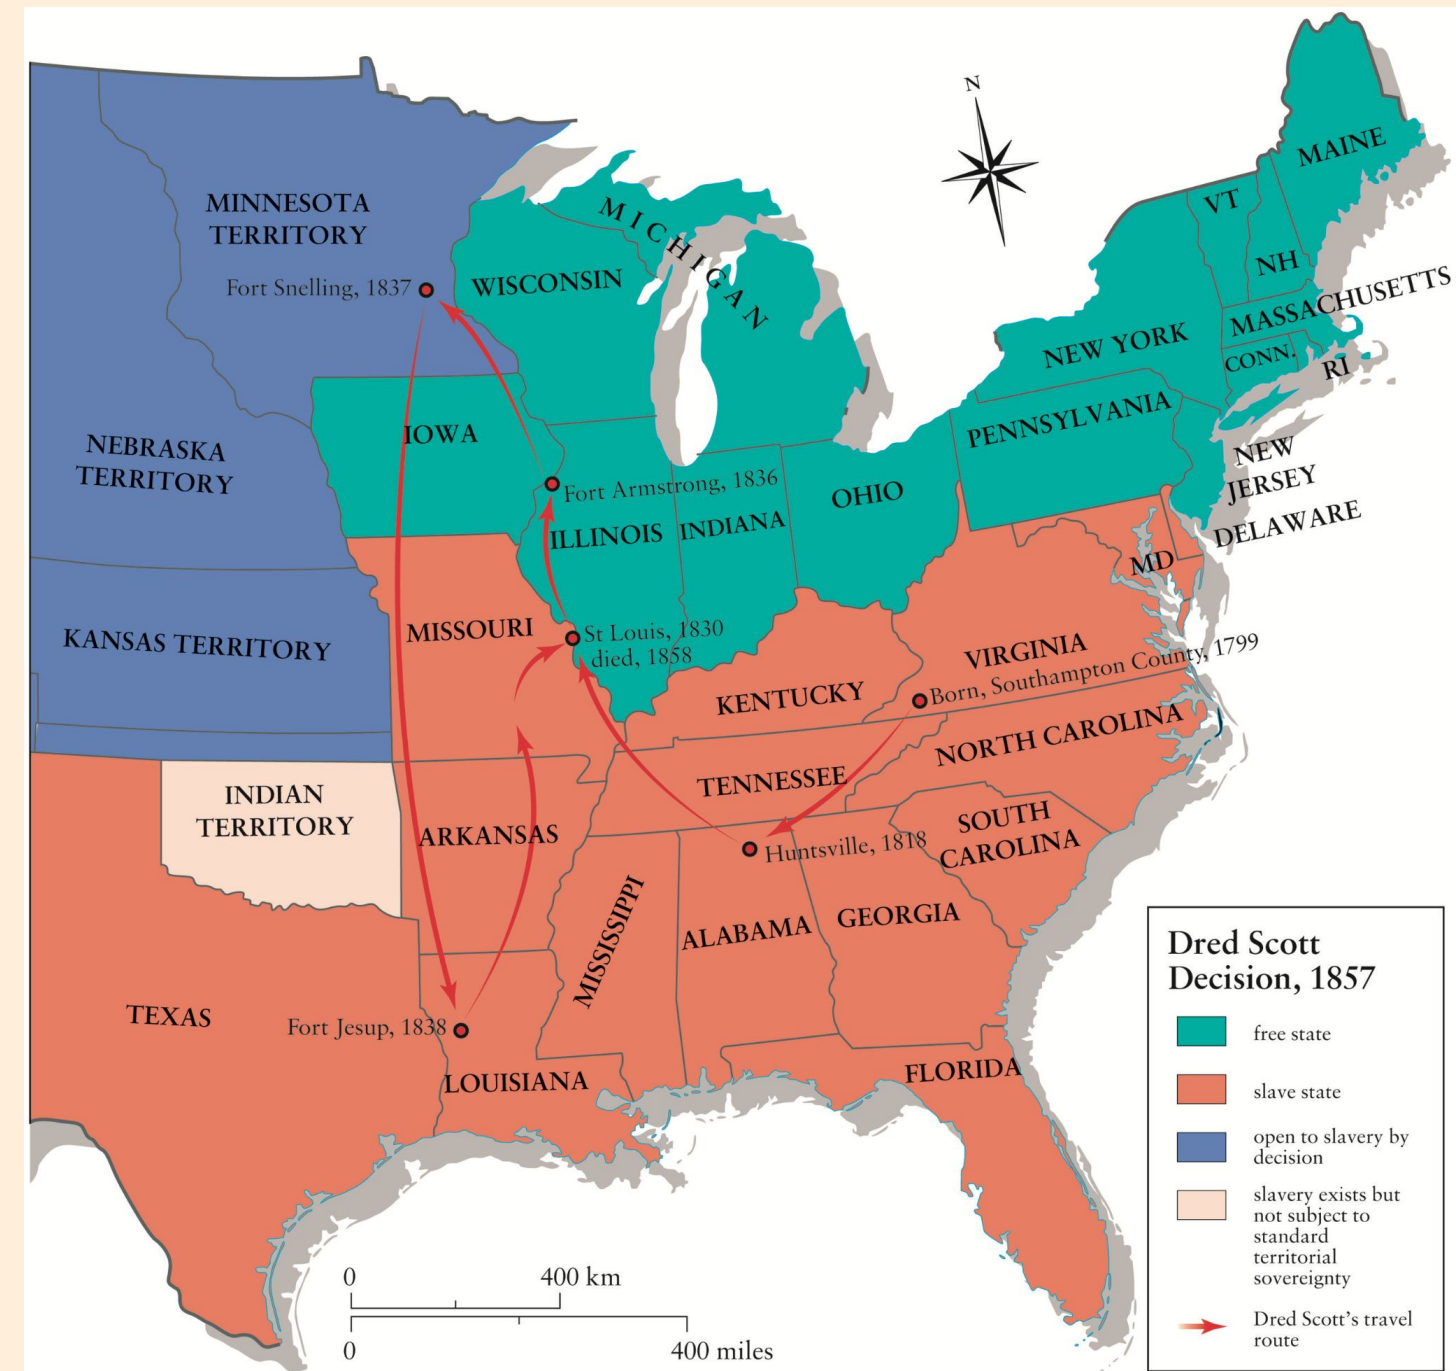 N
MAINE
VT
NH
MINNESOTA
TERRITORY
MICHIGAN
WISCONSIN
Fort Snelling, 1837
MASSACHUSETTS
NEW YORK
CONN.
RI
IOWA
PENNSYLVANIA
NEBRASKA
TERRITORY
NEW
JERSEY
Fort Armstrong, 1836
OHIO
ILLINOIS
INDIANA
DELAWARE
MD
KANSAS TERRITORY
MISSOURI
St Louis, 1830
died, 1858
VIRGINIA
Born, Southampton County, 1799
KENTUCKY
NORTH CAROLINA
TENNESSEE
INDIAN
TERRITORY
ARKANSAS
SOUTH
CAROLINA
Huntsville, 1818
MISSISSIPPI
ALABAMA
GEORGIA
TEXAS
Fort Jesup, 1838
LOUISIANA
FLORIDA
0
400 km
0
400 miles
Dred Scott
Decision, 1857
free state
slave state
open to slavery by
decision
slavery exists but
not subject to
standard
territorial
sovereignty
Dred Scott's travel
route